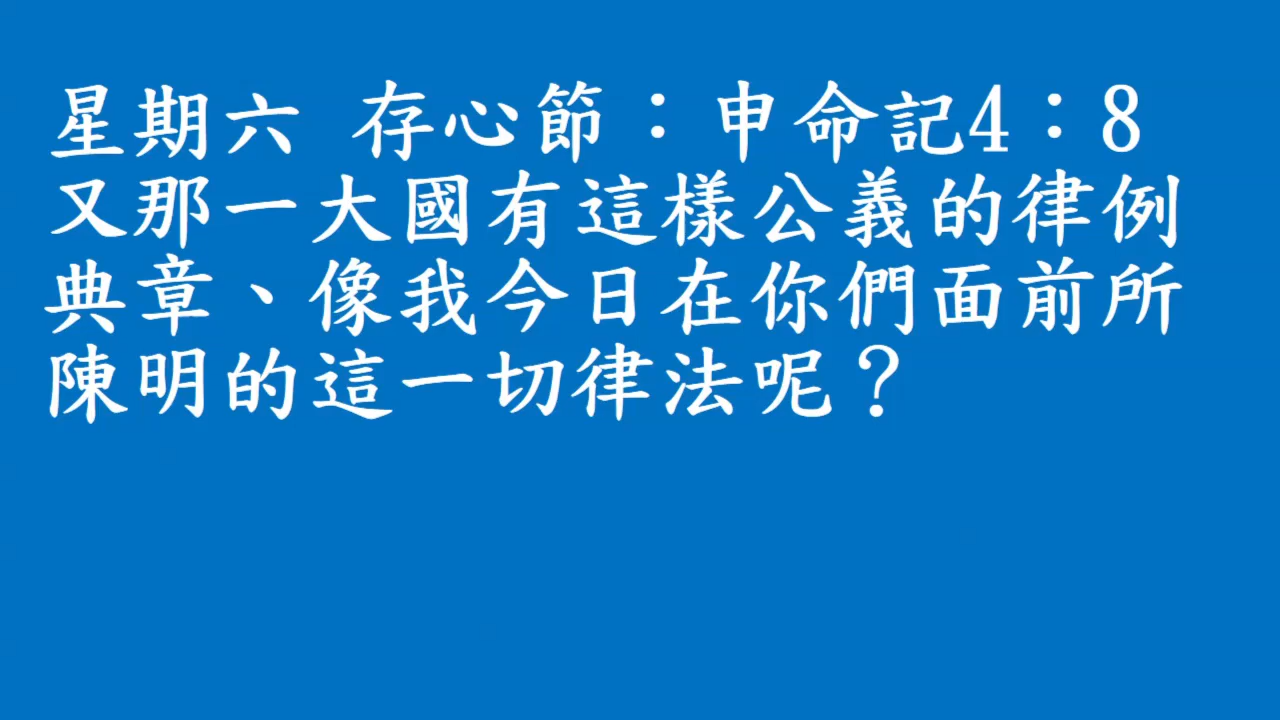 星期六 存心節：申命記4：8
又那一大國有這樣公義的律例
典章、像我今日在你們面前所
陳明的這一切律法呢？